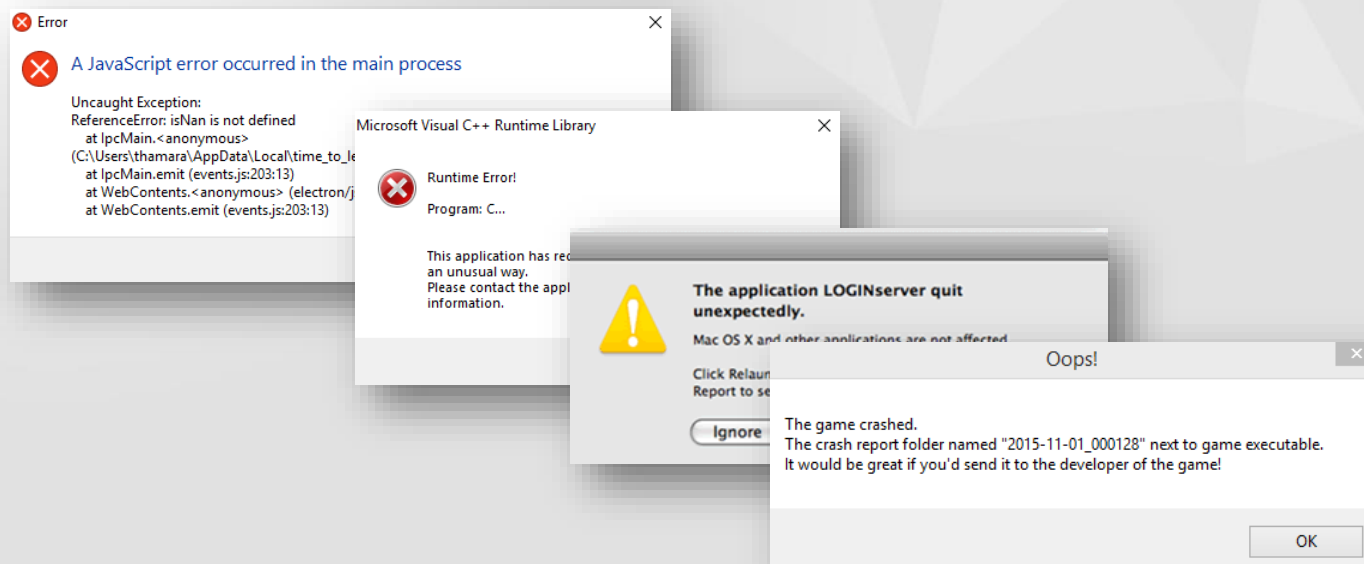 Error
A JavaScript error occurred in the main process
Uncaught Exception:
ReferenceError: isNan is not defined
at IpcMain.<anonymous>
(C:\Users\thamara\AppData\Local\time_to_le
at IpcMain.emit (events.js:203:13)
at WebContents.<anonymous> (electron/j
at WebContents.emit (events.js:203:13)
Microsoft Visual C++ Runtime Library
Runtime Error!
Program: C...
This application has req
an unusual way.
Please contact the appl
information.
The application LOGINserver quit
unexpectedly.
Mac OS X and other applications are not affected
Click Relaun
Report to se
Ignore
Oops!
The game crashed.
The crash report folder named "2015-11-01_000128" next to game executable.
It would be great if you'd send it to the developer of the game!
OK